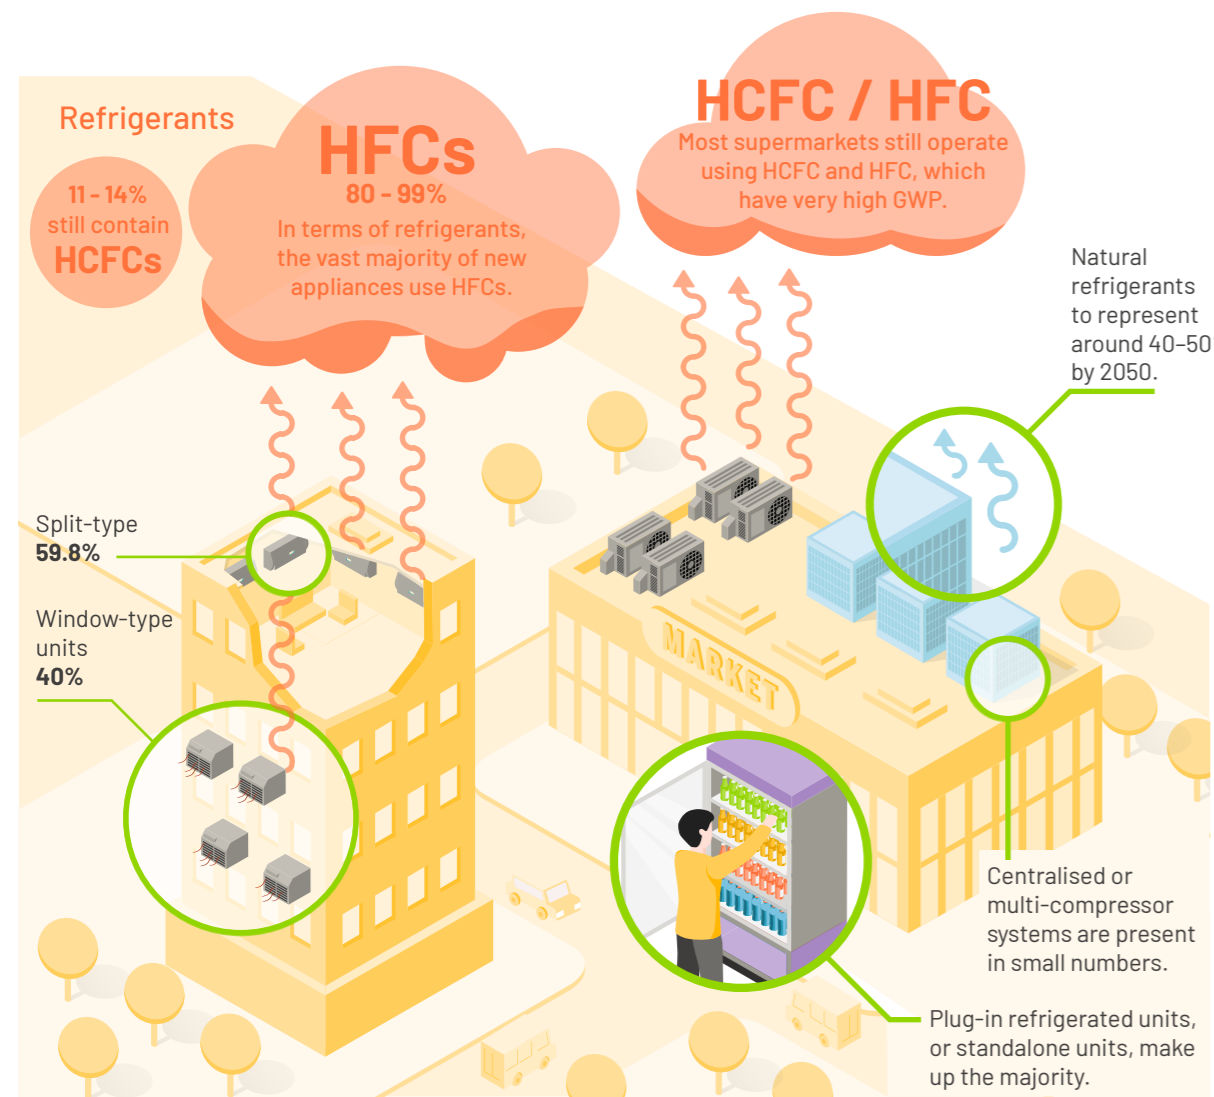 Refrigerants
11 - 14%
still contain
HCFCs
HFCs
80 - 99%
In terms of refrigerants,
the vast majority of new
appliances use HFCs.
HCFC / HFC
Most supermarkets still operate
using HCFC and HFC, which
have very high GWP.
Natural
refrigerants
to represent
around 40–50
by 2050.
Split-type
59.8%
Window-type
units
40%
MARKET
Centralised or
multi-compressor
systems are present
in small numbers.
Plug-in refrigerated units,
or standalone units, make
up the majority.